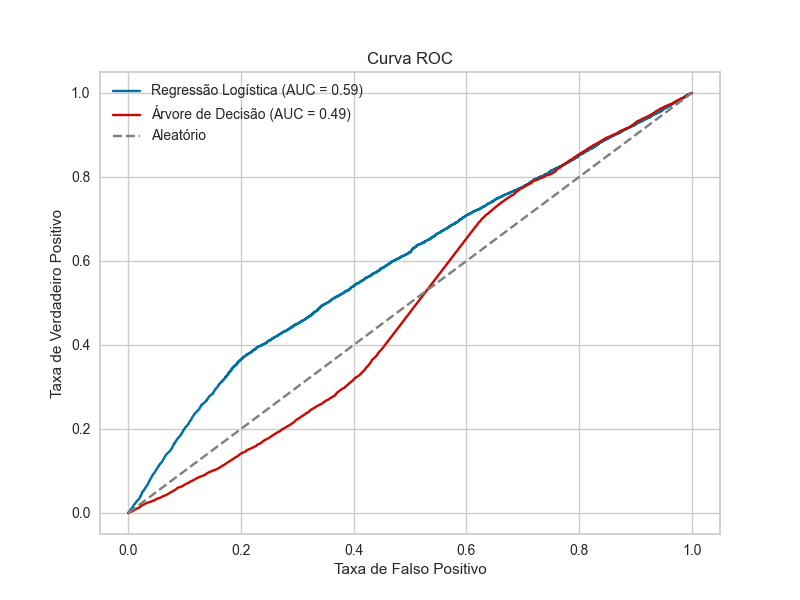 Curva ROC
Regressão Logística (AUC = 0.59)
Árvore de Decisão (AUC = 0.49)
Aleatório
Taxa de Verdadeiro Positivo
1.0
0.8
0.6
0.4
0.2
0.0
0.0 0.2 0.4 0.6 0.8 1.0
Taxa de Falso Positivo